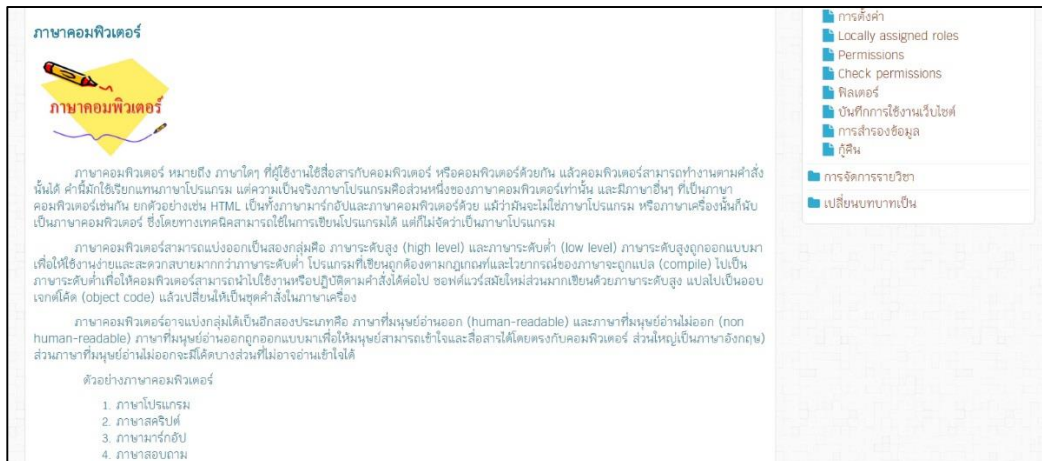 ภาษาคอมพิวเตอร์
ภาษาคอมพิวเตอร์
ภาษาคอมพิวเตอร์ หมายถึง ภาษาใดๆ ที่ผู้ใช้งานใช้สื่อสารกับคอมพิวเตอร์ หรือคอมพิวเตอร์ด้วยกัน แล้วคอมพิวเตอร์สามารถทำงานตามคำสั่ง
นั้นได้ คำนี้มักใช้เรียกแทนภาษาโปรแกรม แต่ความเป็นจริงภาษาโปรแกรมคือส่วนหนึ่งของภาษาคอมพิวเตอร์เท่านั้น และมีภาษาอื่นๆ ที่เป็นภาษา
คอมพิวเตอร์เช่นกัน ยกตัวอย่างเช่น HTML เป็นทั้งภาษามาร์กอัปและภาษาคอมพิวเตอร์ด้วย แม้ว่ามันจะไม่ใช่ภาษาโปรแกรม หรือภาษาเครื่องนั้นก็นับ
เป็นภาษาคอมพิวเตอร์ ซึ่งโดยทางเทคนิคสามารถใช้ในการเขียนโปรแกรมได้ แต่ก็ไม่จัดว่าเป็นภาษาโปรแกรม
ภาษาคอมพิวเตอร์สามารถแบ่งออกเป็นสองกลุ่มคือ ภาษาระดับสูง (high level) และภาษาระดับต่ำ (low level) ภาษาระดับสูงถูกออกแบบมา
เพื่อให้ใช้งานง่ายและสะดวกสบายมากกว่าภาษาระดับต่ำ โปรแกรมที่เขียนถูกต้องตามกฎเกณฑ์และไวยากรณ์ของภาษาจะถูกแปล (compile) ไปเป็น
ภาษาระดับต่ำเพื่อให้คอมพิวเตอร์สามารถนำไปใช้งานหรือปฏิบัติตามคำสั่งได้ต่อไป ซอฟต์แวร์สมัยใหม่ส่วนมากเขียนด้วยภาษาระดับสูง แปลไปเป็นออบ
เจกต์โค้ด (object code) แล้วเปลี่ยนให้เป็นชุดคำสั่งในภาษาเครื่อง
ภาษาคอมพิวเตอร์อาจแบ่งกลุ่มได้เป็นอีกสองประเภทคือ ภาษาที่มนุษย์อ่านออก (human-readable) และภาษาที่มนุษย์อ่านไม่ออก (non
human-readable) ภาษาที่มนุษย์อ่านออกถูกออกแบบมาเพื่อให้มนุษย์สามารถเข้าใจและสื่อสารได้โดยตรงกับคอมพิวเตอร์ ส่วนใหญ่เป็นภาษาอังกฤษ)
ส่วนภาษาที่มนุษย์อ่านไม่ออกจะมีโค้ดบางส่วนที่ไม่อาจอ่านเข้าใจได้
ตัวอย่างภาษาคอมพิวเตอร์
1. ภาษาโปรแกรม
2. ภาษาสคริปต์
3. ภาษามาร์กอัป
4. ภาษาสอบถาม
การตั้งค่า
Locally assigned roles
Permissions
Check permissions
ฟิลเตอร์
บันทึกการใช้งานเว็บไซต์
การสำรองข้อมูล
กู้คืน
การจัดการรายวิชา
เปลี่ยนบทบาทเป็น